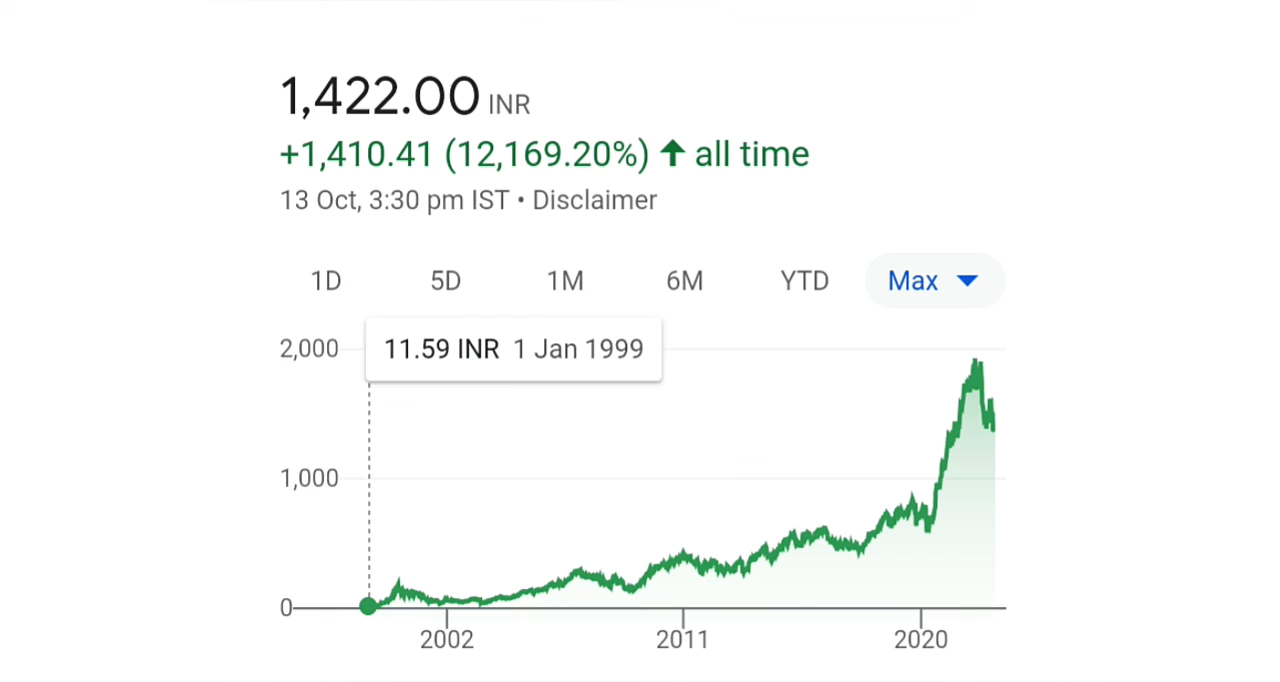 1,422.00 INR
+1,410.41 (12,169.20%) ↑ all time
13 Oct, 3:30 pm IST • Disclaimer
1D 5D 1M 6M YTD Max
2,000 11.59 INR 1 Jan 1999
1,000
0
2002 2011 2020